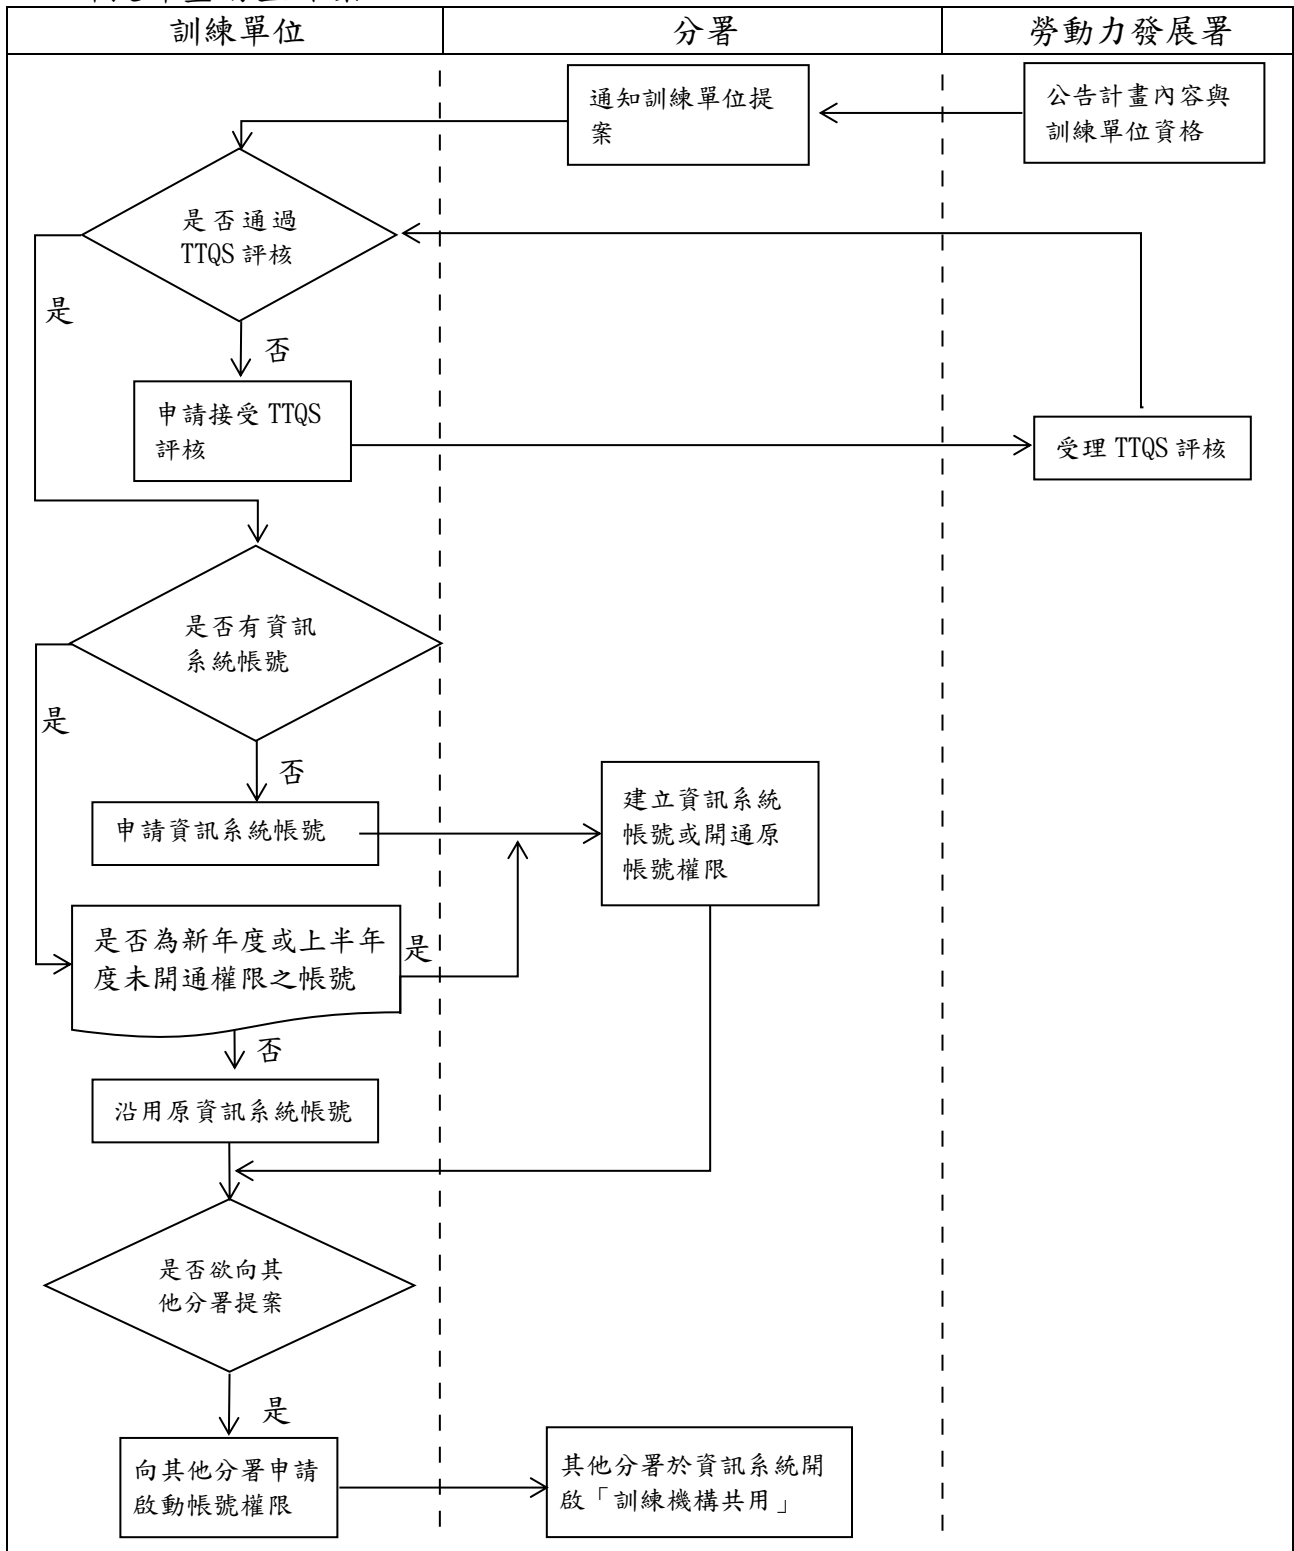 訓練單位
分署
勞動力發展署
通知訓練單位提
案
公告計畫內容與
訓練單位資格
是否通過
TTQS 評核
是
否
申請接受 TTQS
評核
受理 TTQS 評核
是否有資訊
系統帳號
是
否
申請資訊系統帳號
建立資訊系統
帳號或開通原
帳號權限
是否為新年度或上半年
度未開通權限之帳號
是
否
沿用原資訊系統帳號
是否欲向其
他分署提案
是
向其他分署申請
啟動帳號權限
其他分署於資訊系統開
啟「訓練機構共用」